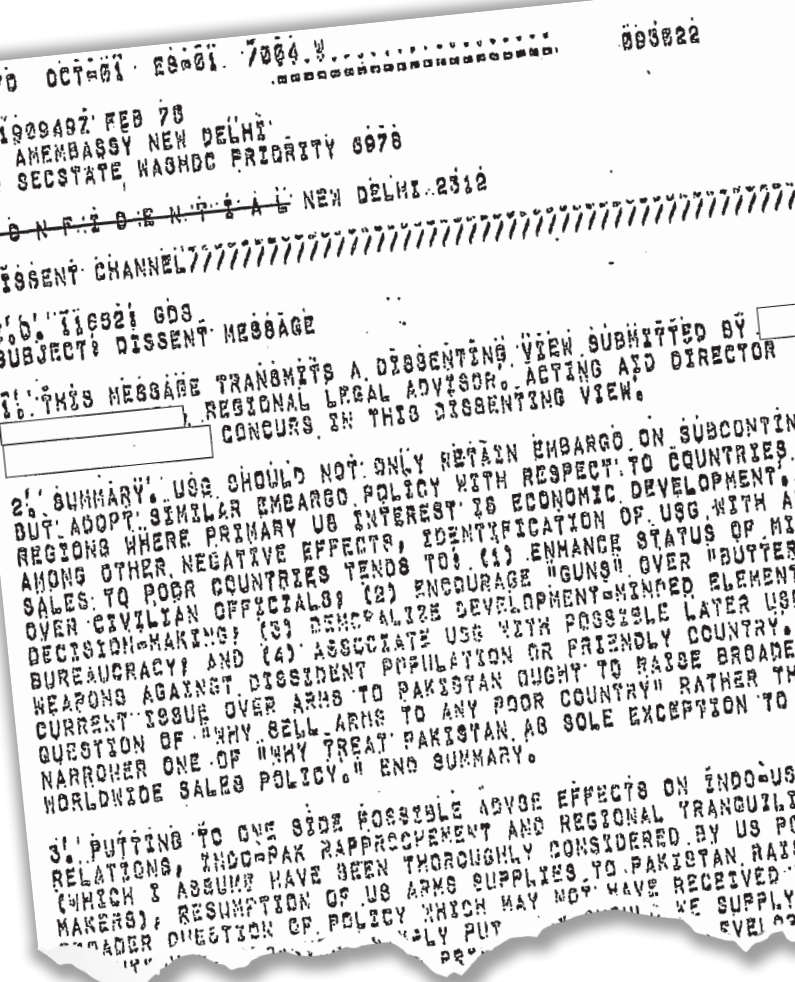 OCT-01 ES-01 7004 W 093022
190949Z FEB 75
AMEMBASSY NEW DELHI
SECSTATE WASHDC PRIORITY 6978
O N F I D E N T I A L NEW DELHI 2312
ISSENT CHANNEL////////////////////////////////////////
E.O. 11652: GDS
SUBJECT: DISSENT MESSAGE
1. THIS MESSAGE TRANSMITS A DISSENTING VIEW SUBMITTED BY
, REGIONAL LEGAL ADVISOR. ACTING AID DIRECTOR
CONCURS IN THIS DISSENTING VIEW.
2. SUMMARY. USG SHOULD NOT ONLY RETAIN EMBARGO ON SUBCONTIN
BUT ADOPT SIMILAR EMBARGO POLICY WITH RESPECT TO COUNTRIES
REGIONS WHERE PRIMARY US INTEREST IS ECONOMIC DEVELOPMENT.
AMONG OTHER NEGATIVE EFFECTS, IDENTIFICATION OF USG WITH A
SALES TO POOR COUNTRIES TENDS TO: (1) ENHANCE STATUS OF MI
OVER CIVILIAN OFFICIALS; (2) ENCOURAGE "GUNS" OVER "BUTTER
DECISION-MAKING; (3) DEMORALIZE DEVELOPMENT-MINDED ELEMENT
BUREAUCRACY; AND (4) ASSOCIATE USG WITH POSSIBLE LATER US
WEAPONS AGAINST DISSIDENT POPULATION OR FRIENDLY COUNTRY.
CURRENT ISSUE OVER ARMS TO PAKISTAN OUGHT TO RAISE BROADE
QUESTION OF "WHY SELL ARMS TO ANY POOR COUNTRY" RATHER TH
NARROWER ONE OF "WHY TREAT PAKISTAN AS SOLE EXCEPTION TO
WORLDWIDE SALES POLICY." END SUMMARY.
3. PUTTING TO ONE SIDE POSSIBLE ADVSE EFFECTS ON INDO-US
RELATIONS, INDO-PAK RAPPROCHEMENT AND REGIONAL TRANQUILI
(WHICH I ASSUME HAVE BEEN THOROUGHLY CONSIDERED BY US PO
MAKERS), RESUMPTION OF US ARMS SUPPLIES TO PAKISTAN RAI
BROADER QUESTION OF POLICY WHICH MAY NOT HAVE RECEIVED
PUT WE SUPPLY